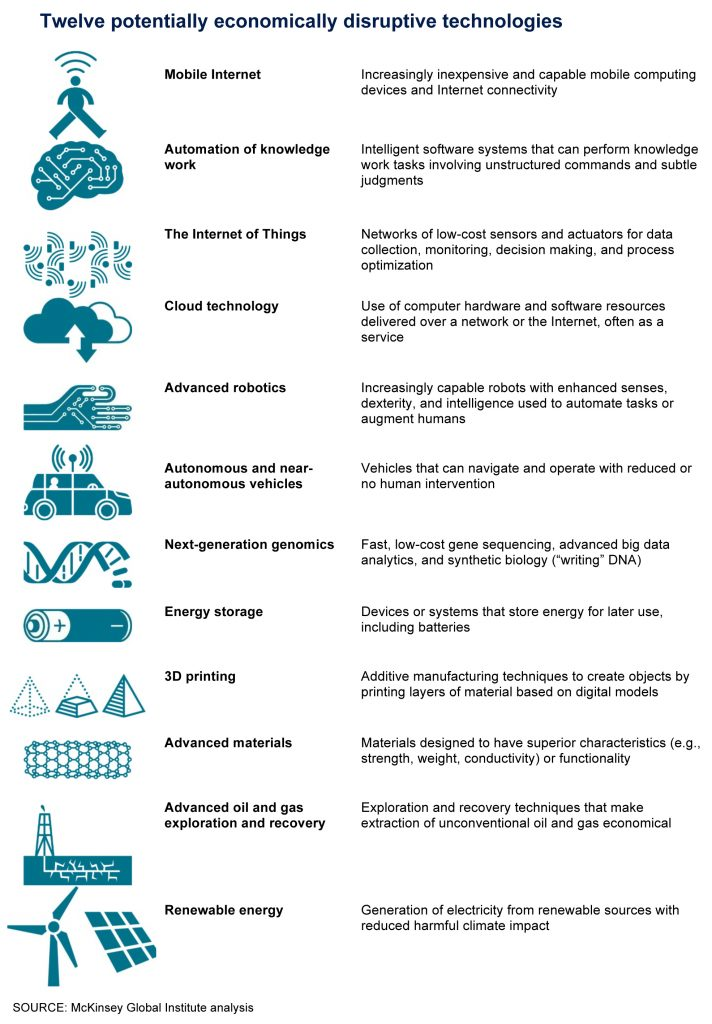 Twelve potentially economically disruptive technologies
Mobile Internet
Increasingly inexpensive and capable mobile computing
devices and Internet connectivity
Automation of knowledge
work
Intelligent software systems that can perform knowledge
work tasks involving unstructured commands and subtle
judgments
The Internet of Things
Networks of low-cost sensors and actuators for data
collection, monitoring, decision making, and process
optimization
Cloud technology
Use of computer hardware and software resources
delivered over a network or the Internet, often as a
service
Advanced robotics
Increasingly capable robots with enhanced senses,
dexterity, and intelligence used to automate tasks or
augment humans
Autonomous and near-
autonomous vehicles
Vehicles that can navigate and operate with reduced or
no human intervention
Next-generation genomics
Fast, low-cost gene sequencing, advanced big data
analytics, and synthetic biology (“writing” DNA)
Energy storage
Devices or systems that store energy for later use,
including batteries
3D printing
Additive manufacturing techniques to create objects by
printing layers of material based on digital models
Advanced materials
Materials designed to have superior characteristics (e.g.,
strength, weight, conductivity) or functionality
Advanced oil and gas
exploration and recovery
Exploration and recovery techniques that make
extraction of unconventional oil and gas economical
Renewable energy
Generation of electricity from renewable sources with
reduced harmful climate impact
SOURCE: McKinsey Global Institute analysis